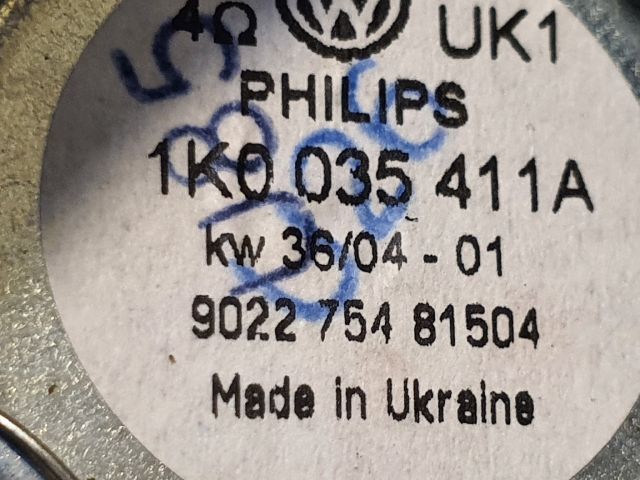 4Ω UK1
PHILIPS
1K0 035 411A
kw 36/04 - 01
9022 754 81504
Made in Ukraine